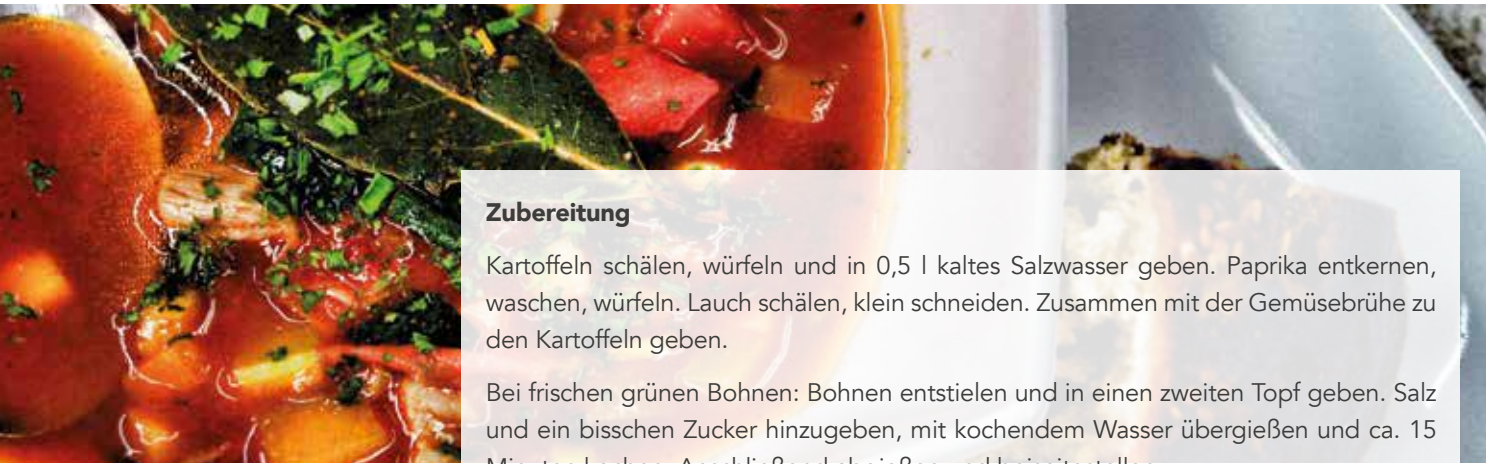 Zubereitung
Kartoffeln schälen, würfeln und in 0,5 l kaltes Salzwasser geben. Paprika entkernen,
waschen, würfeln. Lauch schälen, klein schneiden. Zusammen mit der Gemüsebrühe zu
den Kartoffeln geben.
Bei frischen grünen Bohnen: Bohnen entstielen und in einen zweiten Topf geben. Salz
und ein bisschen Zucker hinzugeben, mit kochendem Wasser übergießen und ca. 15